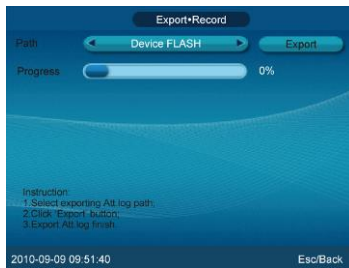 Export•Record
Path Device FLASH Export
Progress 0%
Instruction:
1.Select exporting Att log path;
2.Click 'Export' button;
3.Export Att log finish.
2010-09-09 09:51:40 Esc/Back